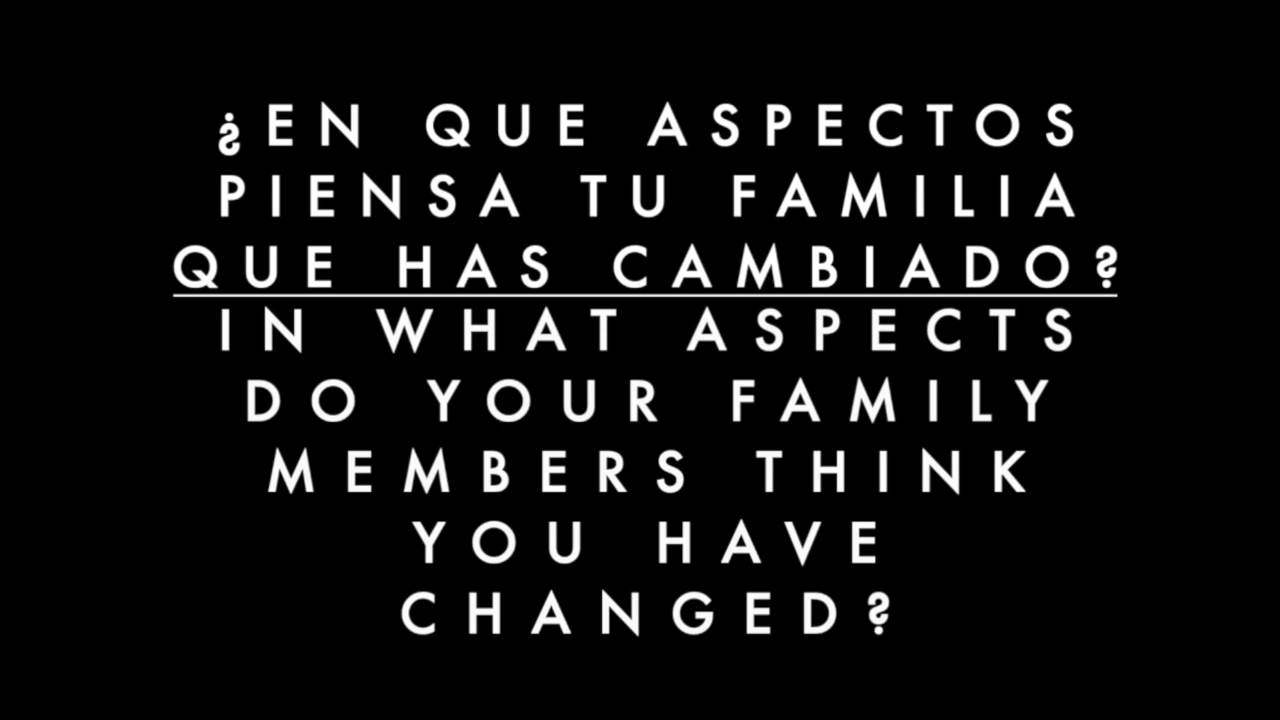 ¿EN QUE ASPECTOS
PIENSA TU FAMILIA
QUE HAS CAMBIADO?
IN WHAT ASPECTS
DO YOUR FAMILY
MEMBERS THINK
YOU HAVE
CHANGED?